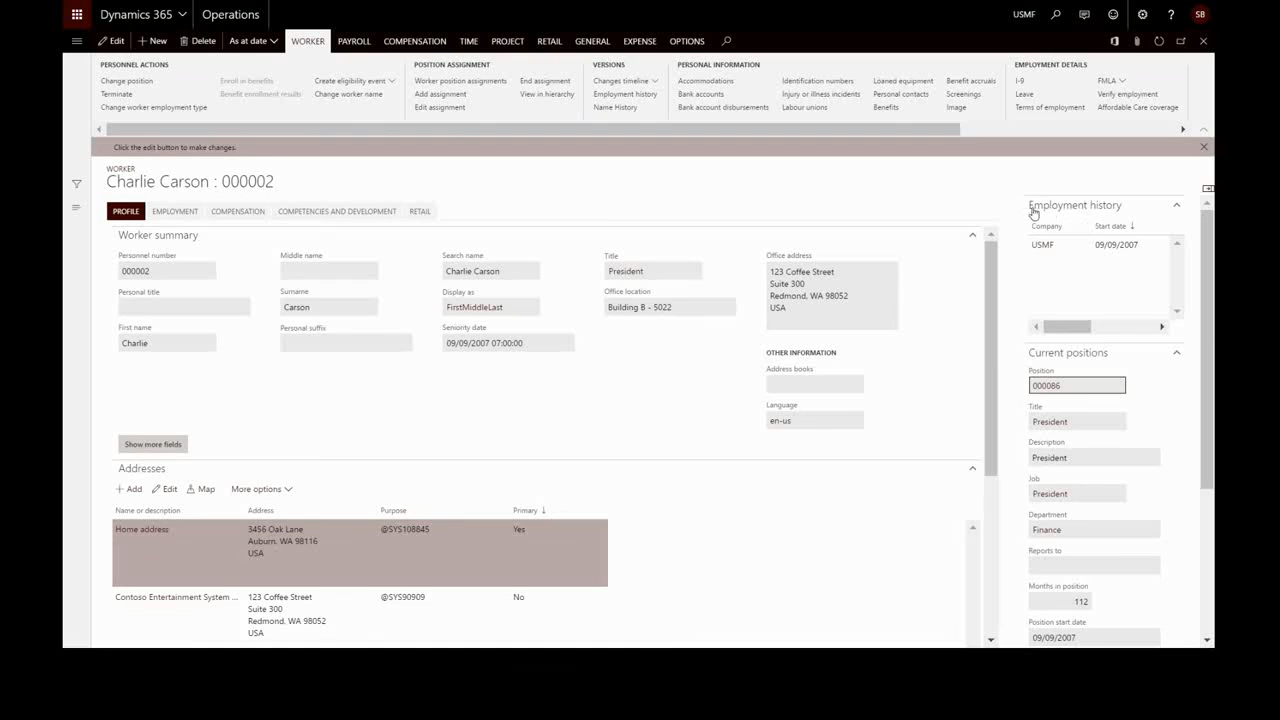 Dynamics 365 Operations USMF ? SB
Edit New Delete As at date WORKER PAYROLL COMPENSATION TIME PROJECT RETAIL GENERAL EXPENSE OPTIONS
PERSONNEL ACTIONS
Change position Enroll in benefits Create eligibility event
Terminate Benefit enrollment results Change worker name
Change worker employment type
POSITION ASSIGNMENT
Worker position assignments End assignment
Add assignment View in hierarchy
Edit assignment
VERSIONS
Changes timeline
Employment history
Name History
PERSONAL INFORMATION
Accommodations Identification numbers Loaned equipment Benefit accruals
Bank accounts Injury or illness incidents Personal contacts Screenings
Bank account disbursements Labour unions Benefits Image
EMPLOYMENT DETAILS
I-9 FMLA
Leave Verify employment
Terms of employment Affordable Care coverage
Click the edit button to make changes.
WORKER
Charlie Carson : 000002
PROFILE EMPLOYMENT COMPENSATION COMPETENCIES AND DEVELOPMENT RETAIL
Worker summary
Personnel number
000002
Personal title
First name
Charlie
Middle name
Surname
Carson
Personal suffix
Search name
Charlie Carson
Display as
FirstMiddleLast
Seniority date
09/09/2007 07:00:00
Title
President
Office location
Building B - 5022
Office address
123 Coffee Street
Suite 300
Redmond, WA 98052
USA
OTHER INFORMATION
Address books
Language
en-us
Show more fields
Addresses
+ Add Edit Map More options
Name or description Address Purpose Primary
Home address 3456 Oak Lane @SYS108845 Yes
Auburn, WA 98116
USA
Contoso Entertainment System ... 123 Coffee Street @SYS90909 No
Suite 300
Redmond, WA 98052
USA
Employment history
Company Start date
USMF 09/09/2007
Current positions
Position
000086
Title
President
Description
President
Job
President
Department
Finance
Reports to
Months in position
112
Position start date
09/09/2007